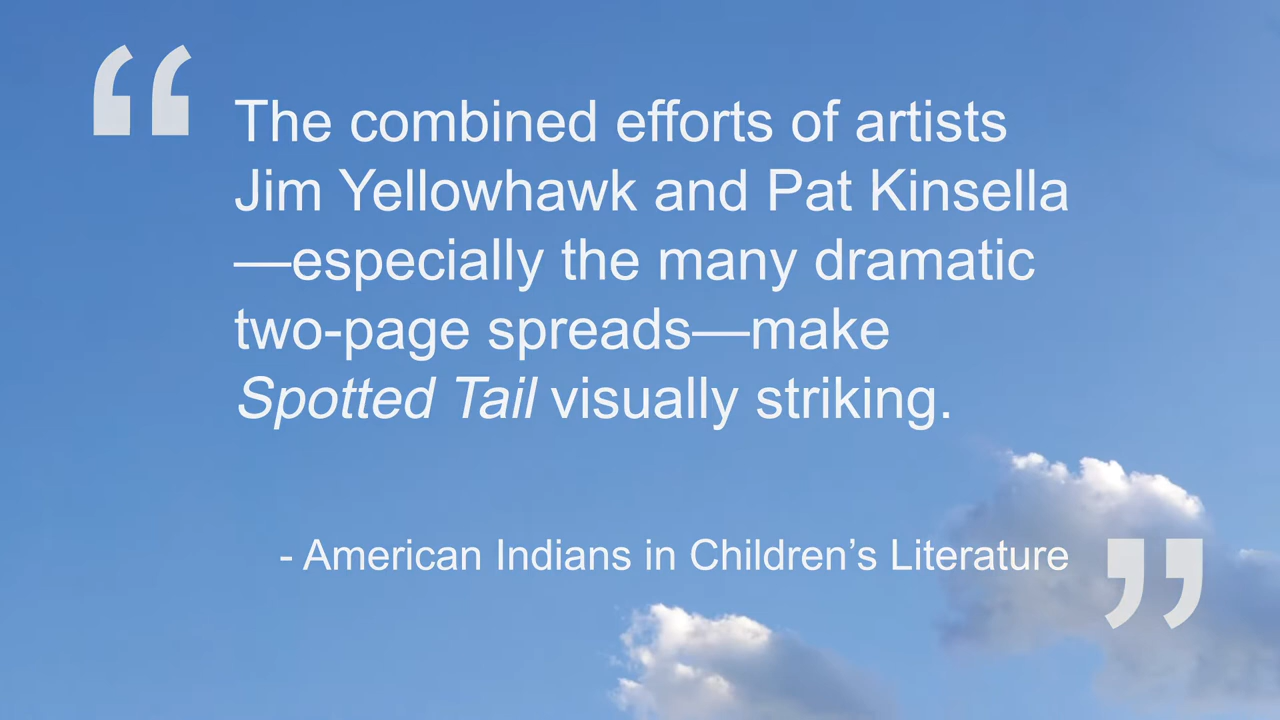 “ The combined efforts of artists
Jim Yellowhawk and Pat Kinsella
—especially the many dramatic
two-page spreads—make
Spotted Tail visually striking.
- American Indians in Children’s Literature ”